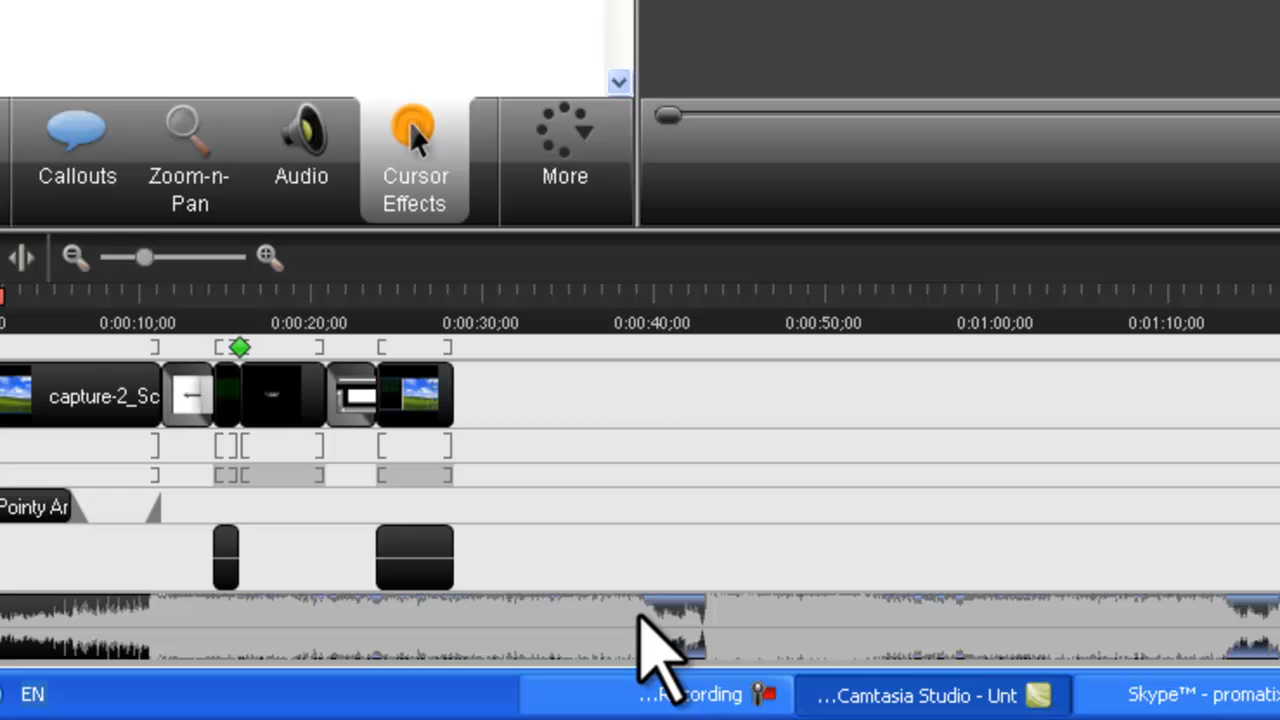 Callouts
Zoom-n-
Pan
Audio
Cursor
Effects
More
0:00:10;00
0:00:20;00
0:00:30;00
0:00:40;00
0:00:50;00
0:01:00;00
0:01:10;00
capture-2_Sc
Pointy Ar
EN
...Camtasia Studio - Unt
Skype™ - promatix